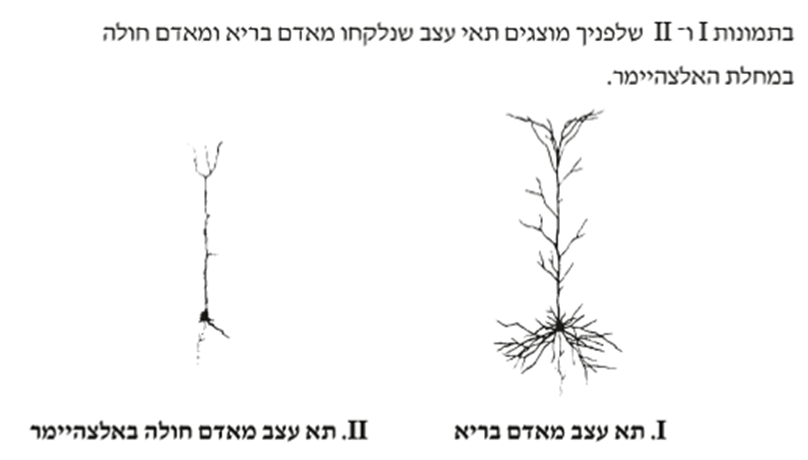 בתמונות I ו־ II שלפניך מוצגים תאי עצב שנלקחו מאדם בריא ומאדם חולה
במחלת האלצהיימר.
I. תא עצב מאדם בריא
II. תא עצב מאדם חולה באלצהיימר